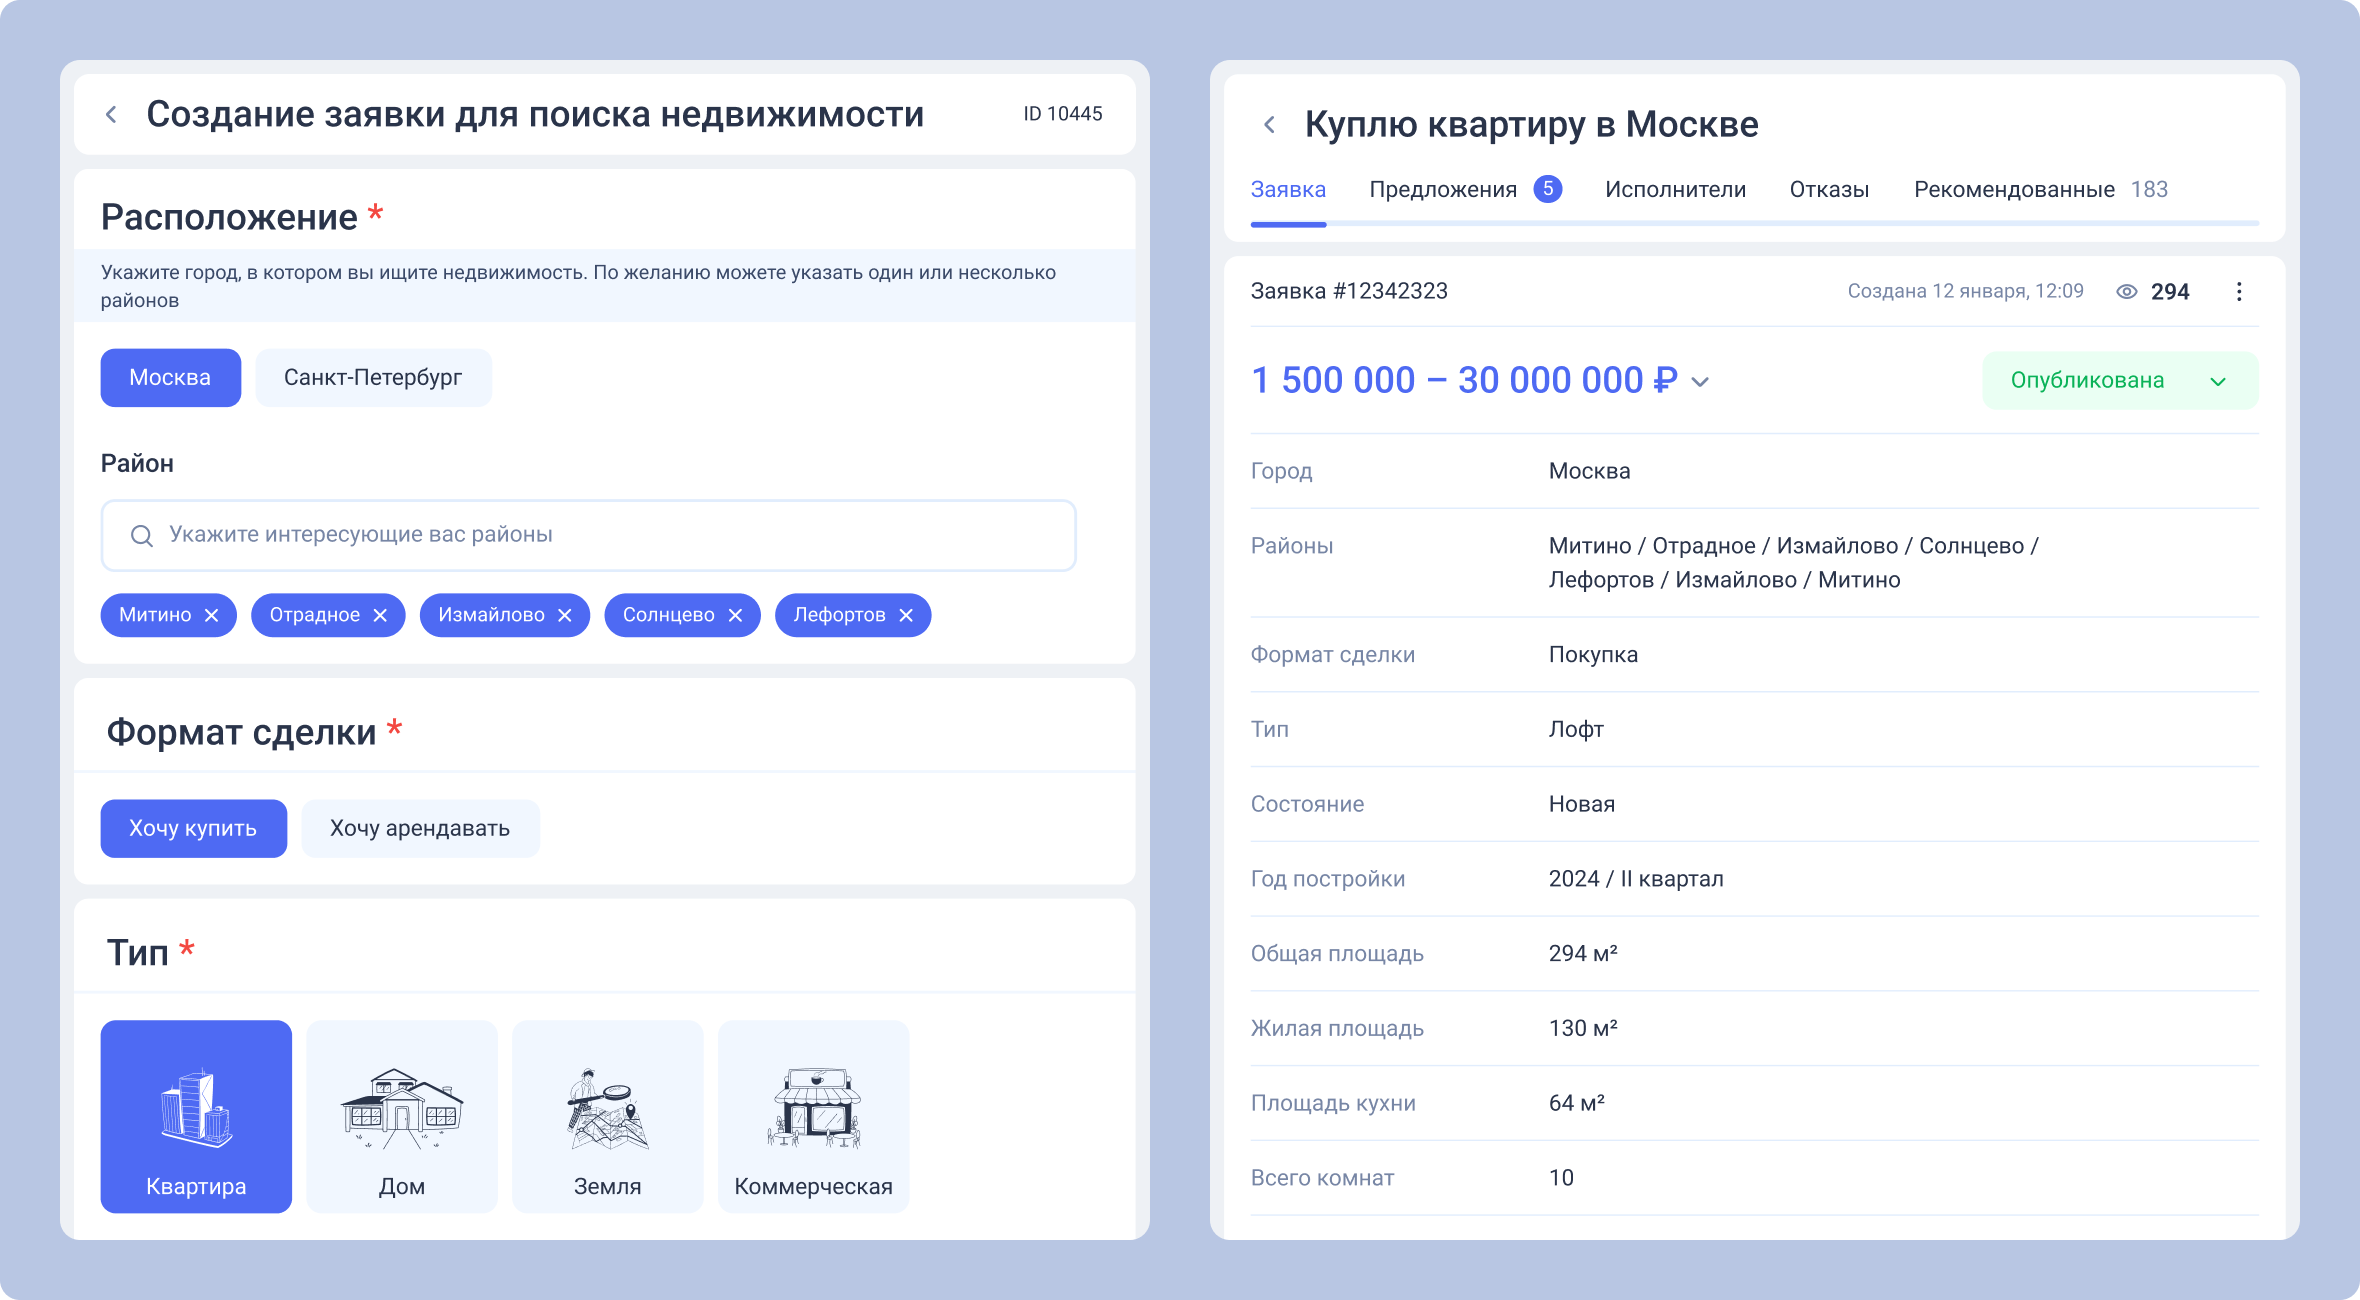 Создание заявки для поиска недвижимости
ID 10445
Расположение *
Укажите город, в котором вы ищите недвижимость. По желанию можете указать один или несколько
районов
Москва
Санкт-Петербург
Район
Укажите интересующие вас районы
Митино
Отрадное
Измайлово
Солнцево
Лефортов
Формат сделки *
Хочу купить
Хочу арендавать
Тип *
Квартира
Дом
Земля
Коммерческая
Куплю квартиру в Москве
Заявка
Предложения 5
Исполнители
Отказы
Рекомендованные 183
Заявка #12342323
Создана 12 января, 12:09
294
1 500 000 – 30 000 000 ₽
Опубликована
Город
Москва
Районы
Митино / Отрадное / Измайлово / Солнцево /
Лефортов / Измайлово / Митино
Формат сделки
Покупка
Тип
Лофт
Состояние
Новая
Год постройки
2024 / II квартал
Общая площадь
294 м²
Жилая площадь
130 м²
Площадь кухни
64 м²
Всего комнат
10